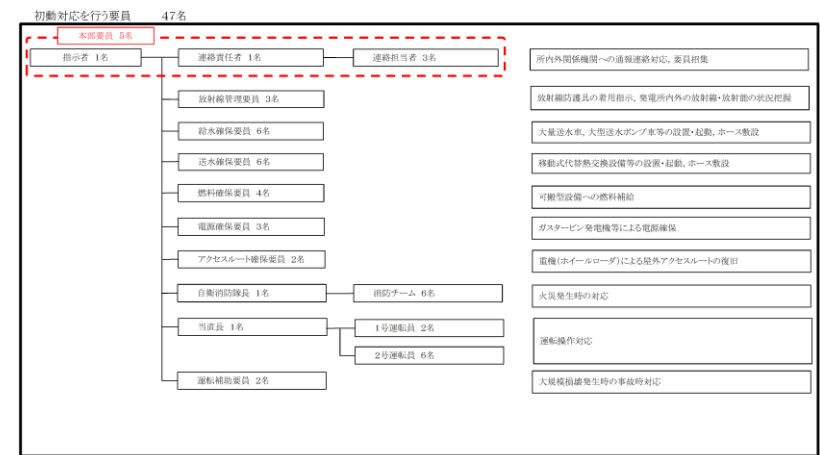 初動対応を行う要員 47名
本部要員 5名
指示者 1名
連絡責任者 1名
連絡担当者 3名
所内外関係機関への通報連絡対応, 要員招集
放射線管理要員 3名
放射線防護具の着用指示, 発電所内外の放射線・放射能の状況把握
給水確保要員 6名
大量送水車, 大型送水ポンプ車等の設置・起動, ホース敷設
送水確保要員 6名
移動式代替熱交換設備等の設置・起動, ホース敷設
燃料確保要員 4名
可搬型設備への燃料補給
電源確保要員 3名
ガスタービン発電機等による電源確保
アクセスルート確保要員 2名
重機(ホイールローダ)による屋外アクセスルートの復旧
自衛消防隊長 1名
消防チーム 6名
火災発生時の対応
当直長 1名
1号運転員 2名
2号運転員 6名
運転操作対応
運転補助要員 2名
大規模損壊発生時の事故時対応